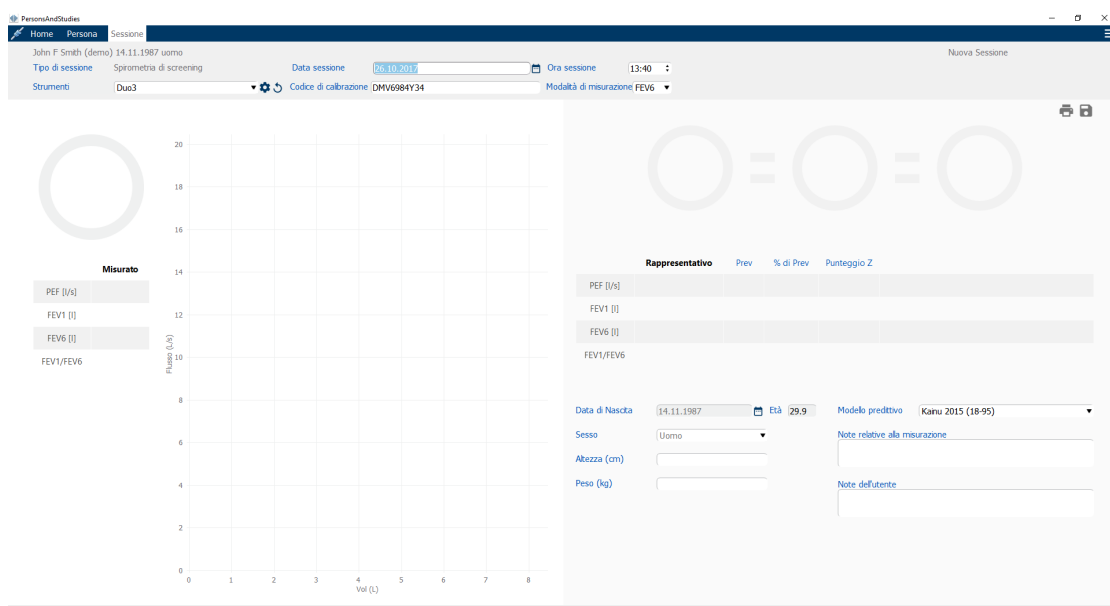 PersonsAndStudies
Home Persona Sessione
John F Smith (demo) 14.11.1987 uomo Nuova Sessione
Tipo di sessione Spirometria di screening Data sessione 26.10.2017 Ora sessione 13:40
Strumenti Duo3 Codice di calibrazione DMV6984Y34 Modalità di misurazione FEV6
Misurato
PEF [l/s]
FEV1 [l]
FEV6 [l]
FEV1/FEV6
20
18
16
14
12
10
8
6
4
2
0
Flusso (L/s)
0 1 2 3 4 5 6 7 8
Vol (L)
Rappresentativo Prev % di Prev Punteggio Z
PEF [l/s]
FEV1 [l]
FEV6 [l]
FEV1/FEV6
Data di Nascita 14.11.1987 Età 29.9 Modello predittivo Kainu 2015 (18-95)
Sesso Uomo Note relative alla misurazione
Altezza (cm)
Peso (kg) Note dell'utente